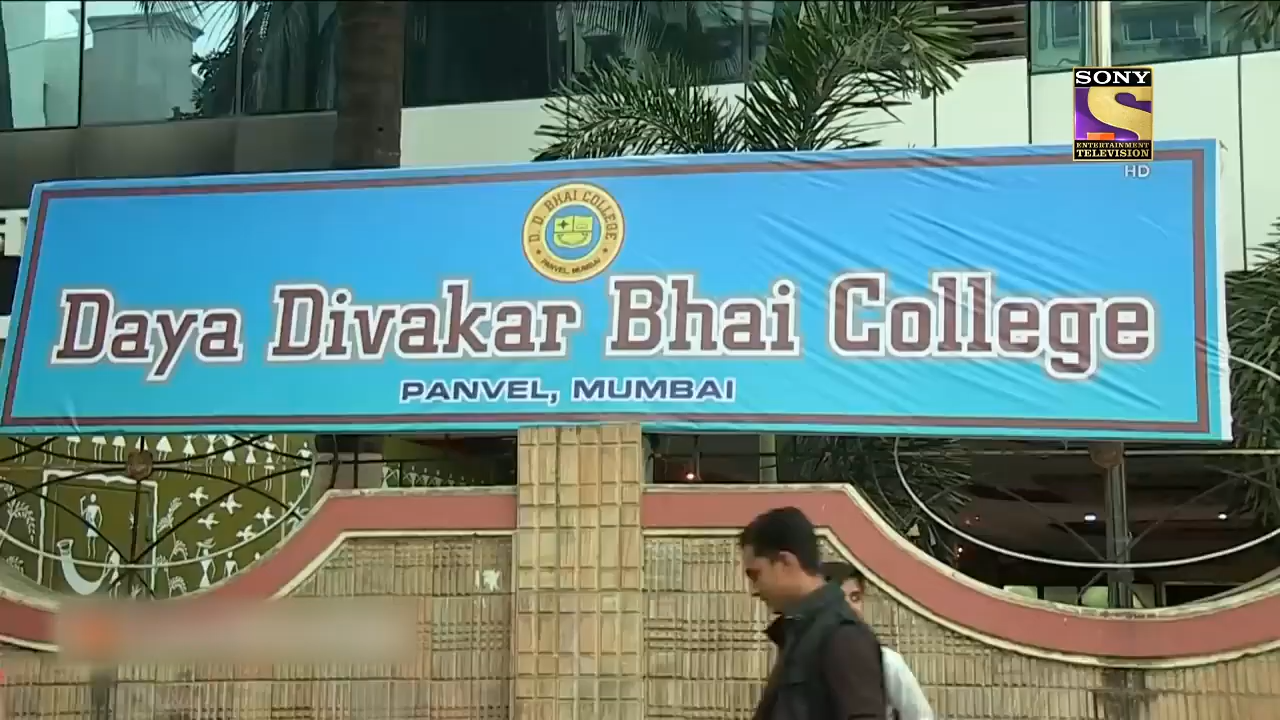 SONY
ENTERTAINMENT
TELEVISION
HD
D. D. BHAI COLLEGE
PANVEL, MUMBAI
Daya Divakar Bhai College
PANVEL, MUMBAI